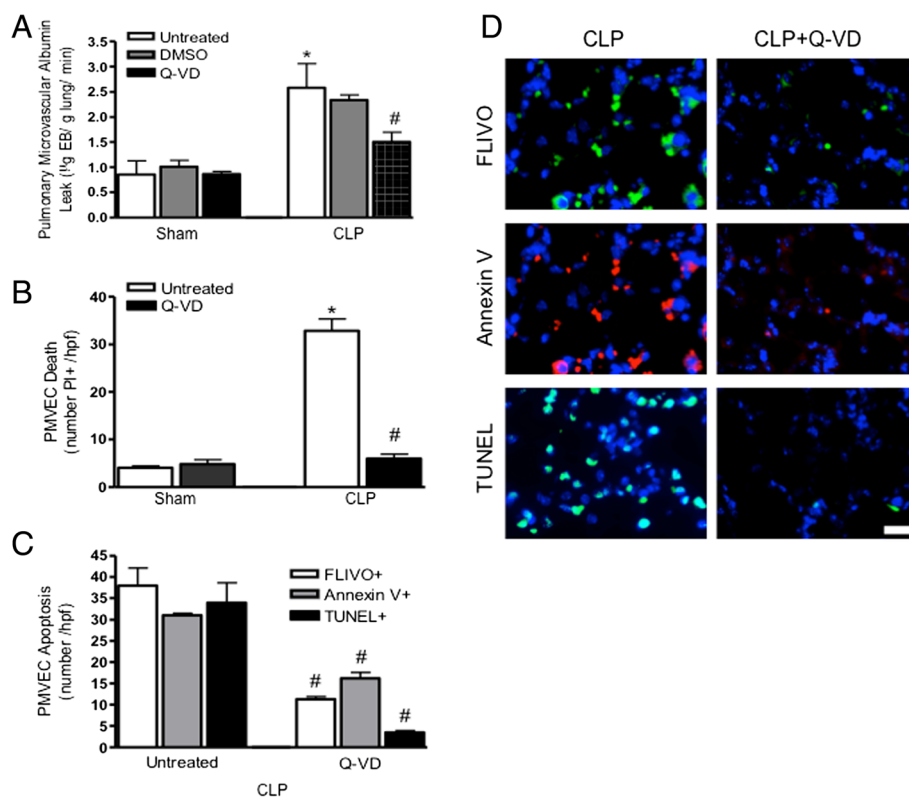 A
Pulmonary Microvascular Albumin
Leak (µg EB/ g lung/ min)
3.5
3.0
2.5
2.0
1.5
1.0
0.5
0.0
Untreated
DMSO
Q-VD
*
#
Sham
CLP
B
PMVEC Death
(number PI+ /hpf)
40
30
20
10
0
Untreated
Q-VD
*
#
Sham
CLP
C
PMVEC Apoptosis
(number /hpf)
45
40
35
30
25
20
15
10
5
0
FLIVO+
Annexin V+
TUNEL+
#
#
#
Untreated
Q-VD
CLP
D
CLP
CLP+Q-VD
FLIVO
Annexin V
TUNEL